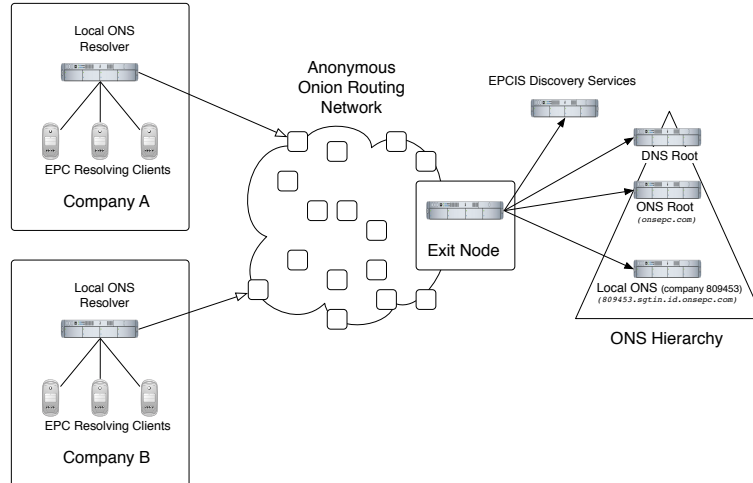 Local ONS
Resolver
EPC Resolving Clients
Company A
Local ONS
Resolver
EPC Resolving Clients
Company B
Anonymous
Onion Routing
Network
Exit Node
EPCIS Discovery Services
DNS Root
ONS Root
(onsepc.com)
Local ONS (company 809453)
(809453.sgtin.id.onsepc.com)
ONS Hierarchy